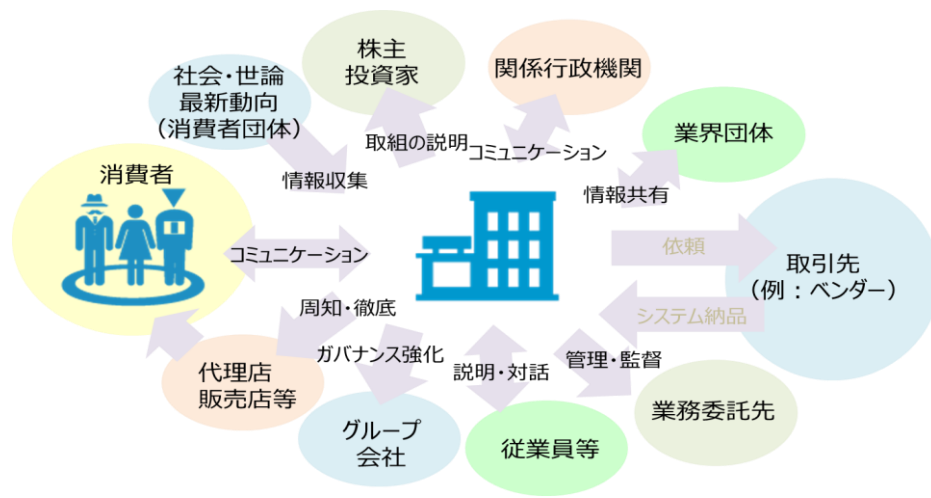 株主
投資家
関係行政機関
社会・世論
最新動向
（消費者団体）
業界団体
取組の説明
コミュニケーション
消費者
情報収集
情報共有
コミュニケーション
依頼
取引先
（例：ベンダー）
周知・徹底
システム納品
ガバナンス強化
説明・対話
管理・監督
代理店
販売店等
業務委託先
グループ
会社
従業員等